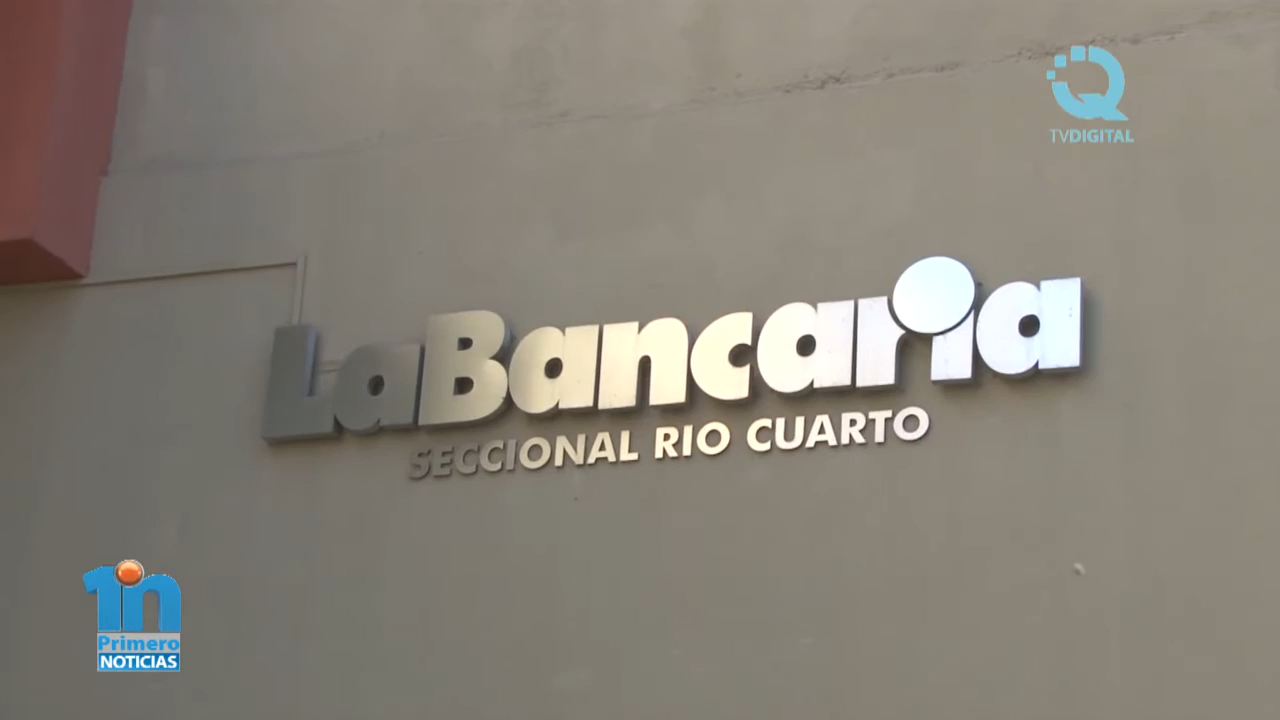 Q
TVDIGITAL
LaBancaria
SECCIONAL RIO CUARTO
1n
Primero
NOTICIAS